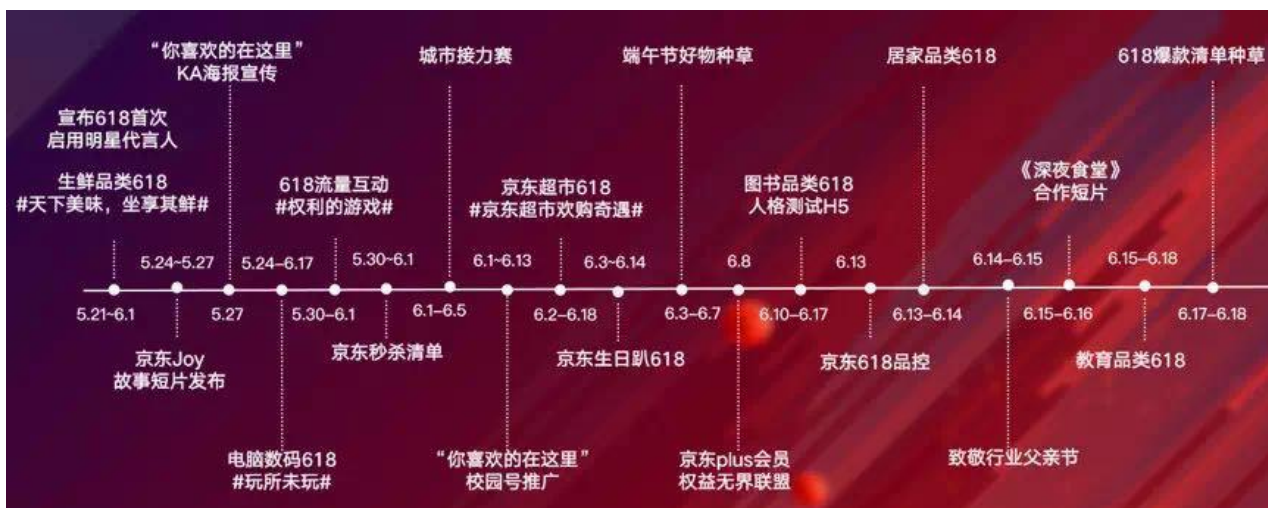 “你喜欢的在这里”
KA海报宣传
城市接力赛
端午节好物种草
居家品类618
618爆款清单种草
宣布618首次
启用明星代言人
生鲜品类618
#天下美味，坐享其鲜#
618流量互动
#权利的游戏#
京东超市618
#京东超市欢购奇遇#
图书品类618
人格测试H5
《深夜食堂》
合作短片
5.24~5.27
5.24–6.17
5.30~6.1
6.1~6.13
6.3~6.14
6.8
6.13
6.14–6.15
6.15–6.18
5.21~6.1
5.27
5.30–6.1
6.1–6.5
6.2–6.18
6.3–6.7
6.10–6.17
6.13–6.14
6.15–6.16
6.17–6.18
京东Joy
故事短片发布
京东秒杀清单
京东生日趴618
京东618品控
教育品类618
电脑数码618
#玩所未玩#
“你喜欢的在这里”
校园号推广
京东plus会员
权益无界联盟
致敬行业父亲节